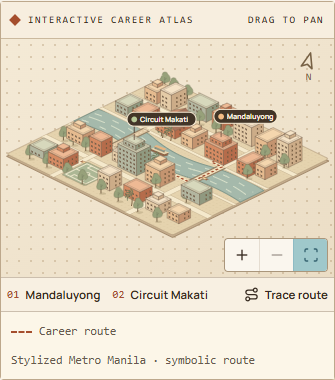 INTERACTIVE CAREER ATLAS DRAG TO PAN
N
Circuit Makati
Mandaluyong
+ −
01 Mandaluyong 02 Circuit Makati Trace route
Career route
Stylized Metro Manila · symbolic route